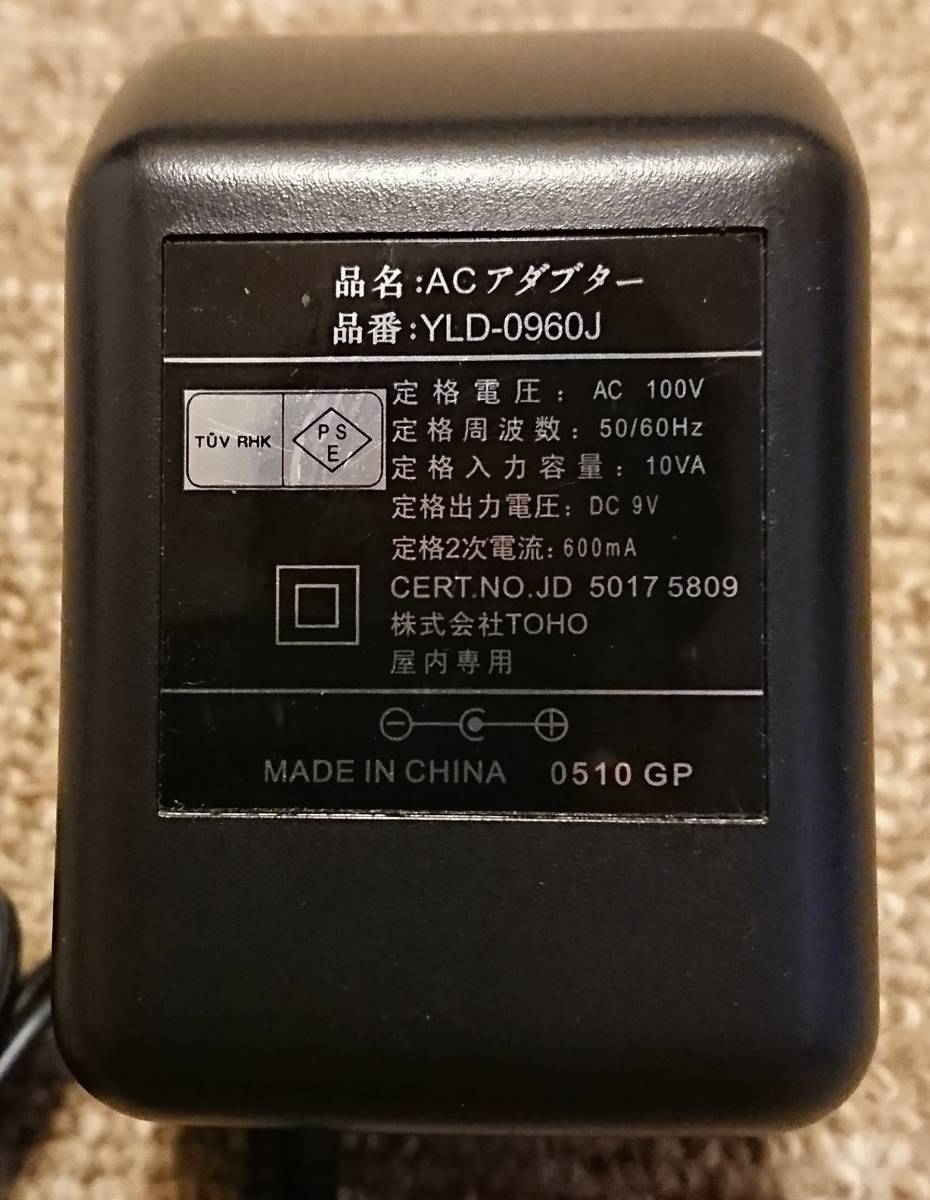 品名:ACアダプター
品番:YLD-0960J
TÜV RHK
PS
E
定格電圧: AC 100V
定格周波数: 50/60Hz
定格入力容量: 10VA
定格出力電圧: DC 9V
定格2次電流: 600mA
CERT.NO.JD 5017 5809
株式会社TOHO
屋内専用
MADE IN CHINA 0510 GP